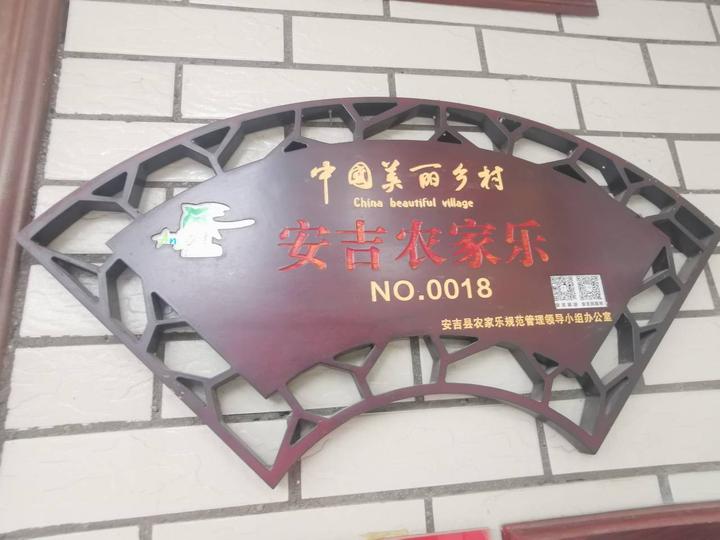 中國美丽乡村
China beautiful village
安吉农家乐
NO.0018
安吉县农家乐规范管理领导小组办公室